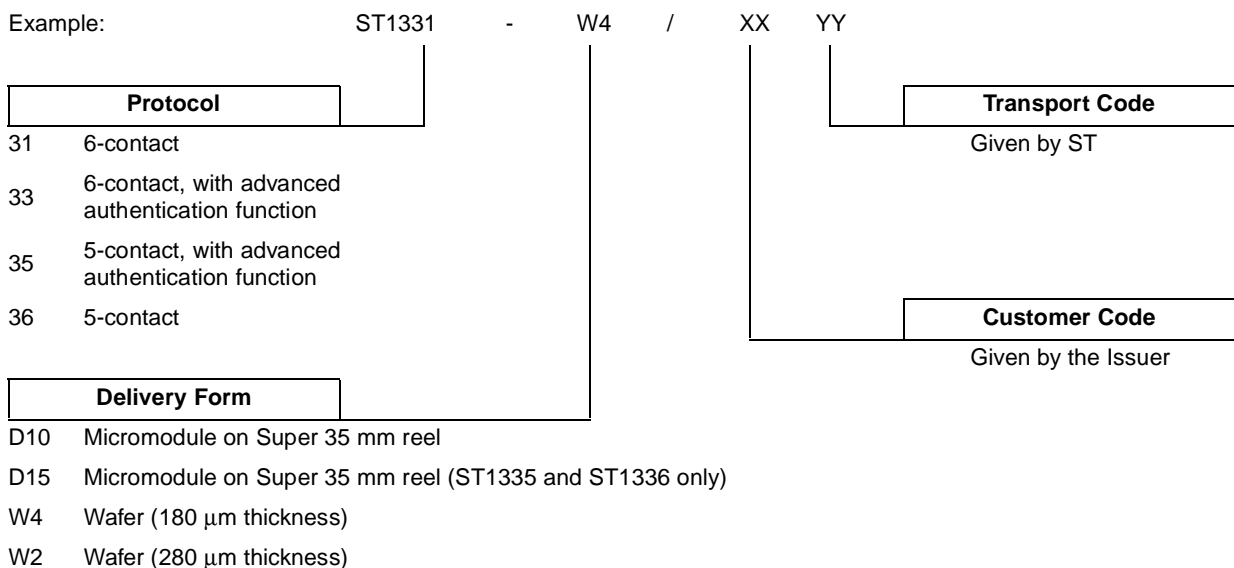 Example: ST1331 - W4 / XX YY
Protocol
31 6-contact
33 6-contact, with advanced
authentication function
35 5-contact, with advanced
authentication function
36 5-contact
Transport Code
Given by ST
Customer Code
Given by the Issuer
Delivery Form
D10 Micromodule on Super 35 mm reel
D15 Micromodule on Super 35 mm reel (ST1335 and ST1336 only)
W4 Wafer (180 μm thickness)
W2 Wafer (280 μm thickness)